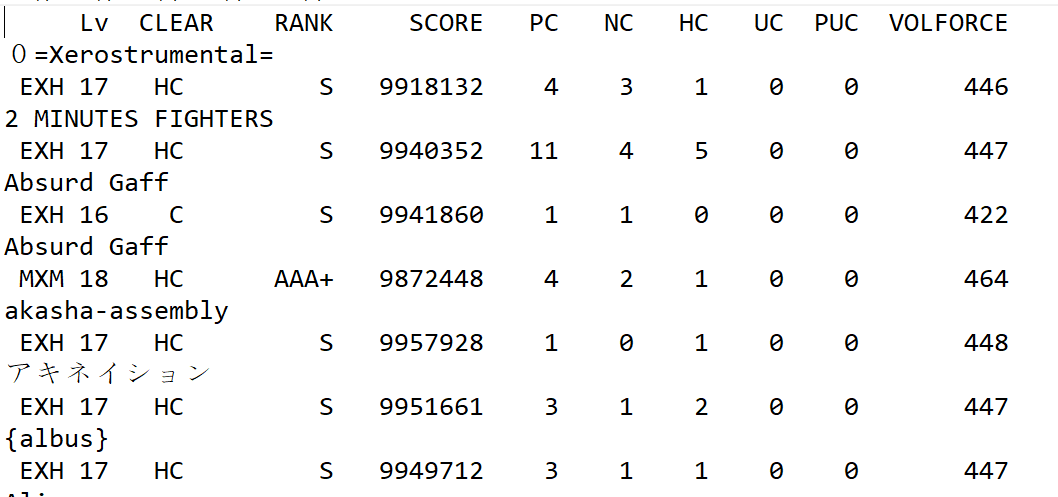 Lv CLEAR RANK SCORE PC NC HC UC PUC VOLFORCE
０=Xerostrumental=
EXH 17 HC S 9918132 4 3 1 0 0 446
2 MINUTES FIGHTERS
EXH 17 HC S 9940352 11 4 5 0 0 447
Absurd Gaff
EXH 16 C S 9941860 1 1 0 0 0 422
Absurd Gaff
MXM 18 HC AAA+ 9872448 4 2 1 0 0 464
akasha-assembly
EXH 17 HC S 9957928 1 0 1 0 0 448
アキネイション
EXH 17 HC S 9951661 3 1 2 0 0 447
{albus}
EXH 17 HC S 9949712 3 1 1 0 0 447